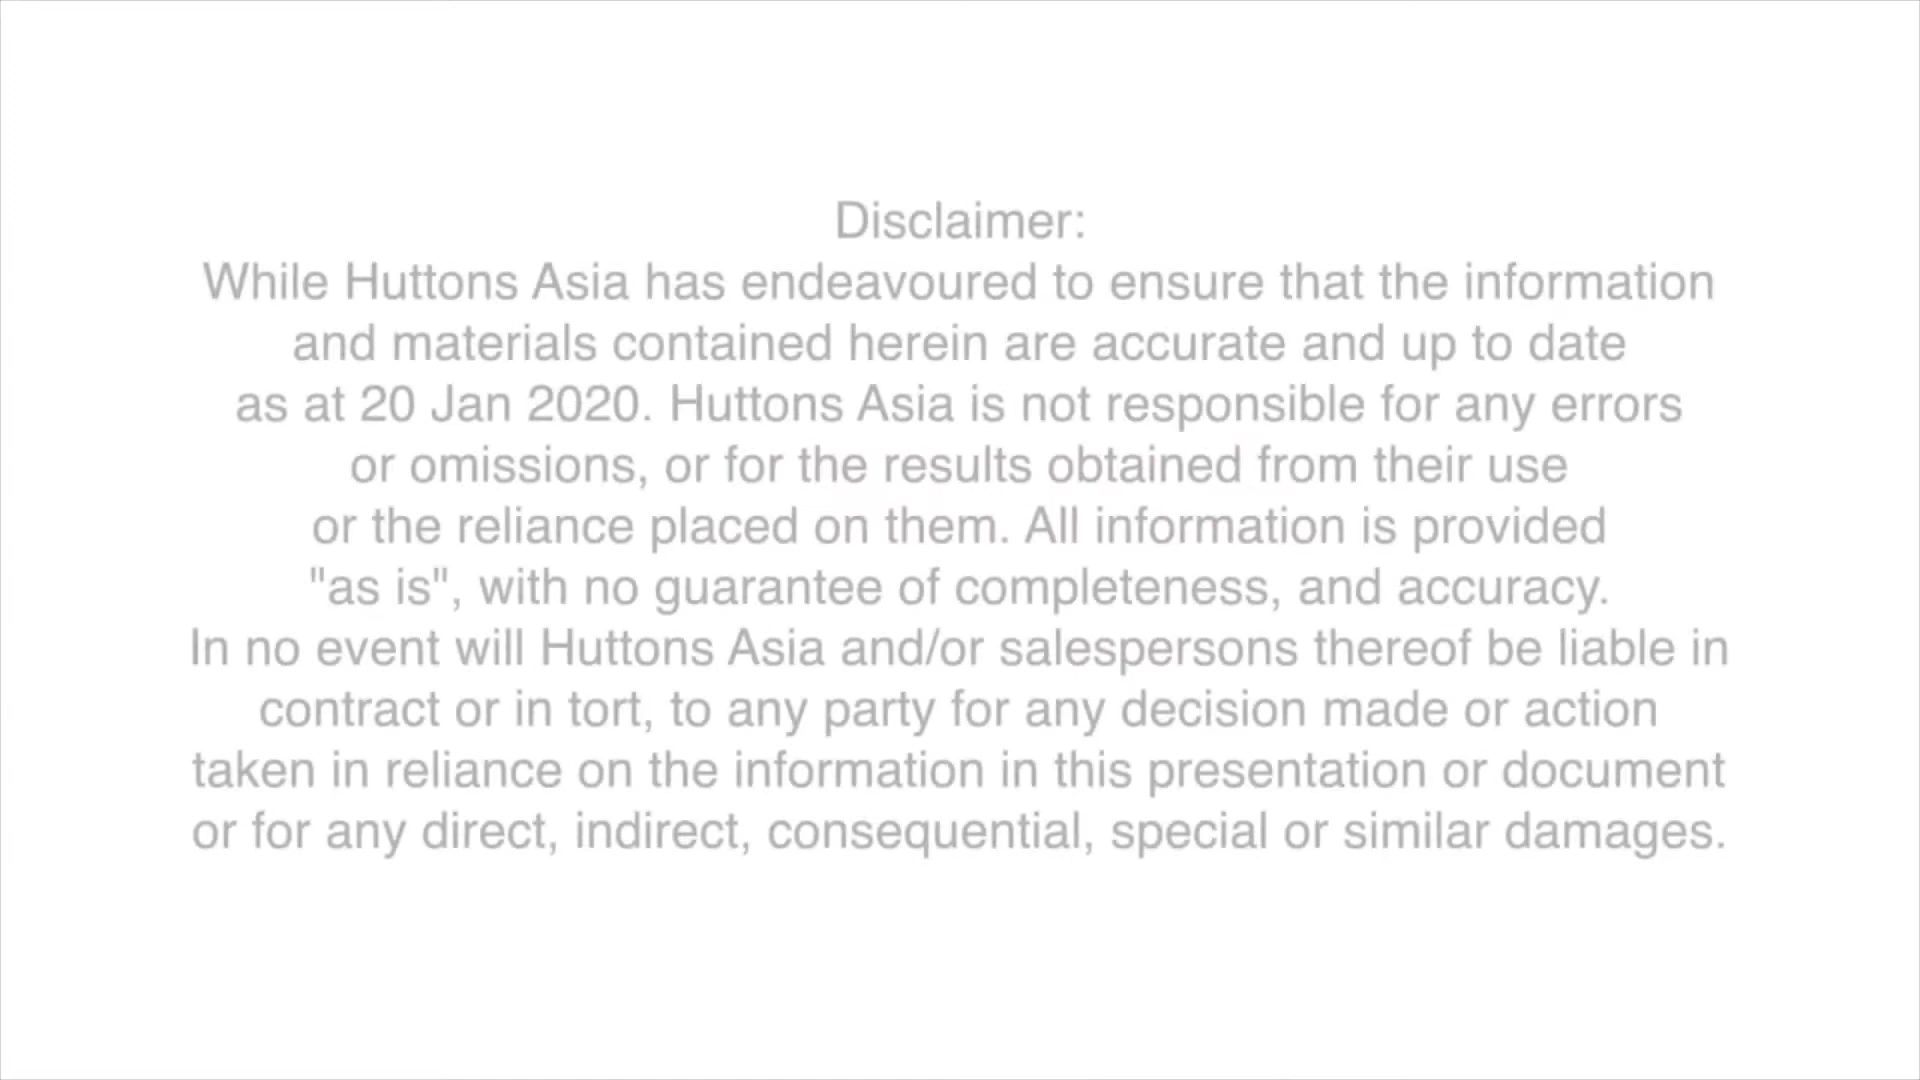 Disclaimer:
While Huttons Asia has endeavoured to ensure that the information
and materials contained herein are accurate and up to date
as at 20 Jan 2020. Huttons Asia is not responsible for any errors
or omissions, or for the results obtained from their use
or the reliance placed on them. All information is provided
"as is", with no guarantee of completeness, and accuracy.
In no event will Huttons Asia and/or salespersons thereof be liable in
contract or in tort, to any party for any decision made or action
taken in reliance on the information in this presentation or document
or for any direct, indirect, consequential, special or similar damages.